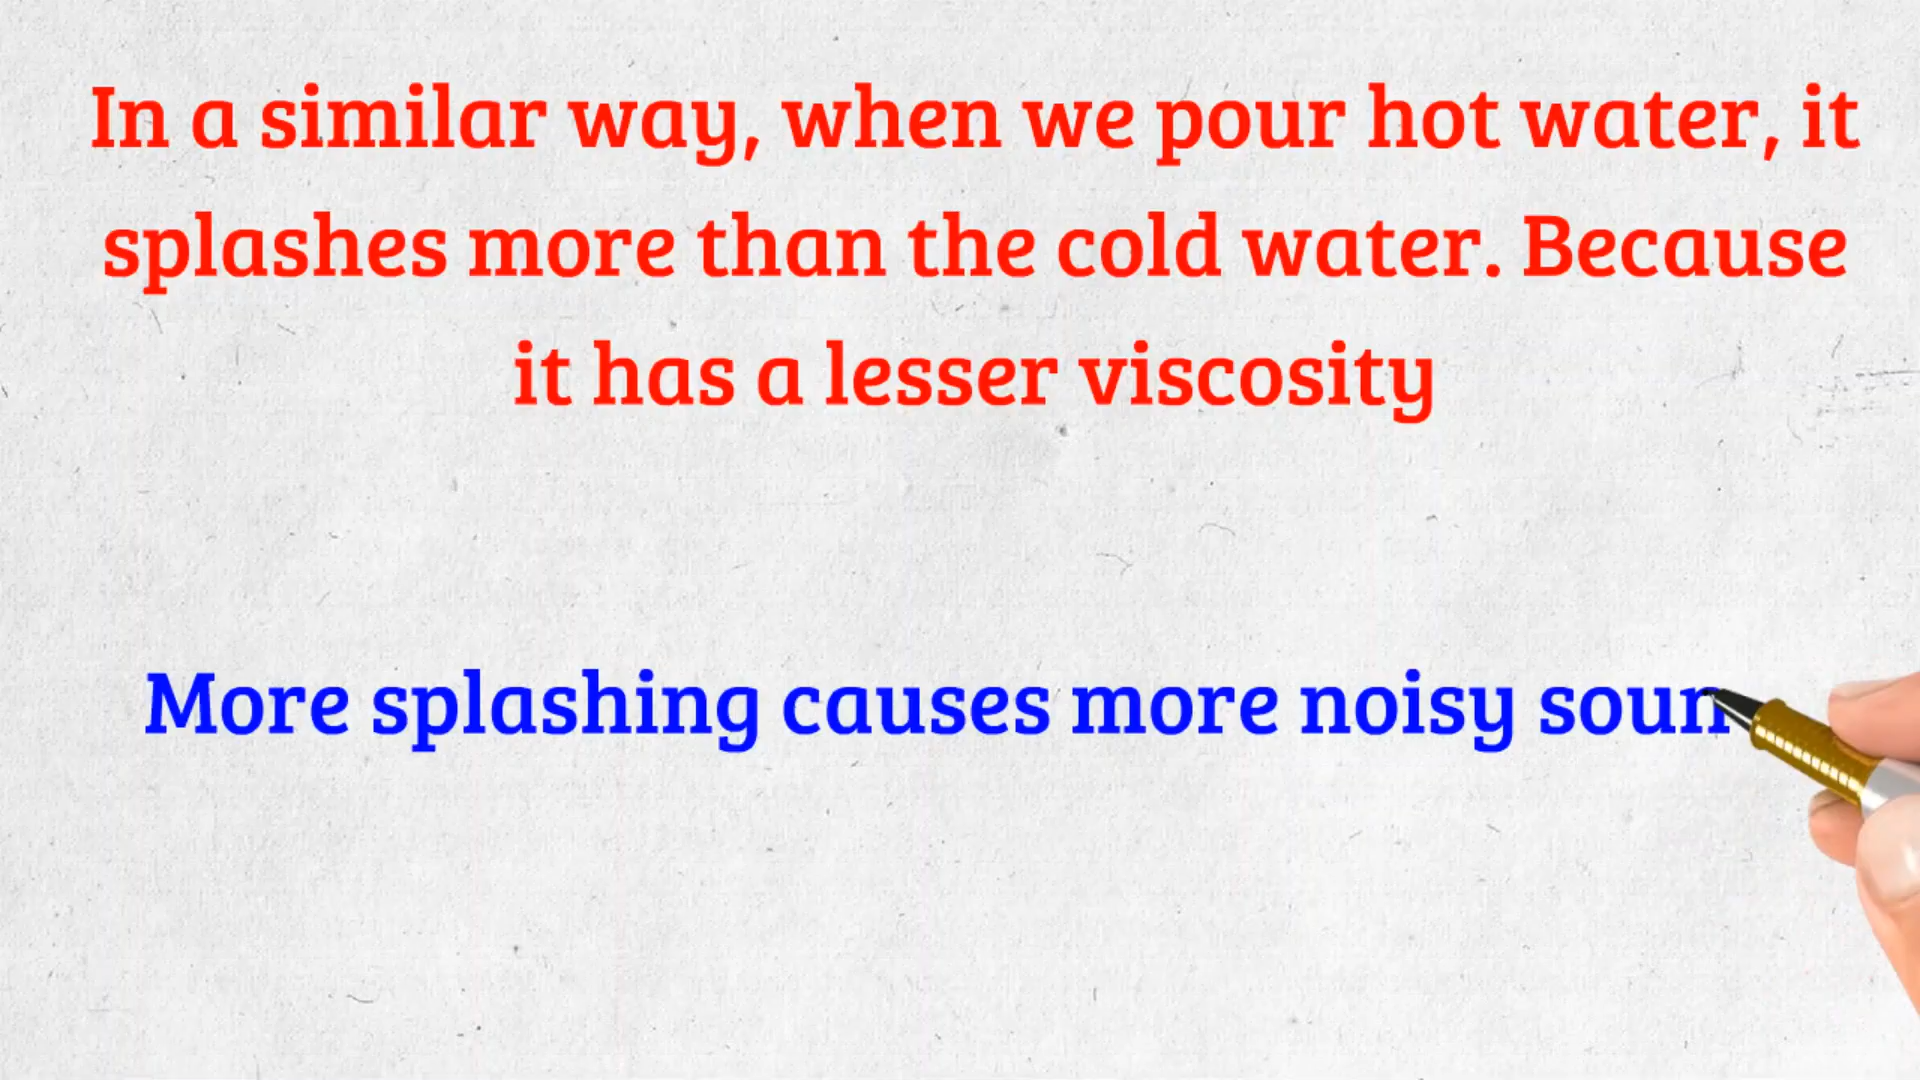 In a similar way, when we pour hot water, it
splashes more than the cold water. Because
it has a lesser viscosity
More splashing causes more noisy soun